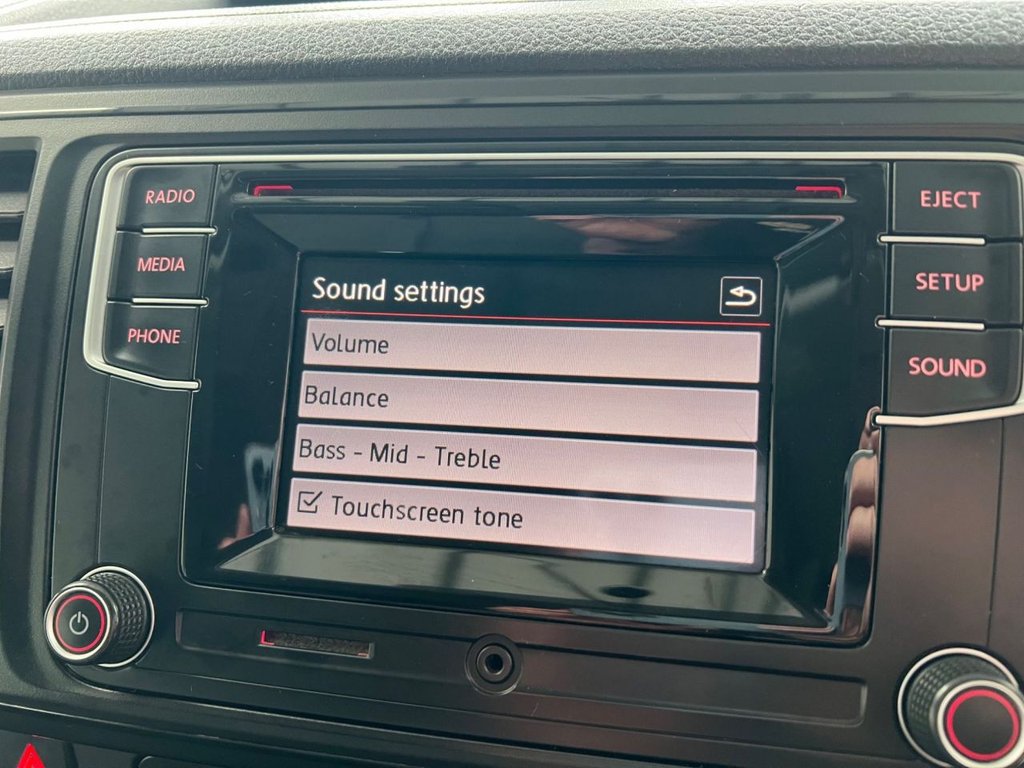 RADIO
MEDIA
PHONE
Sound settings
Volume
Balance
Bass - Mid - Treble
Touchscreen tone
EJECT
SETUP
SOUND